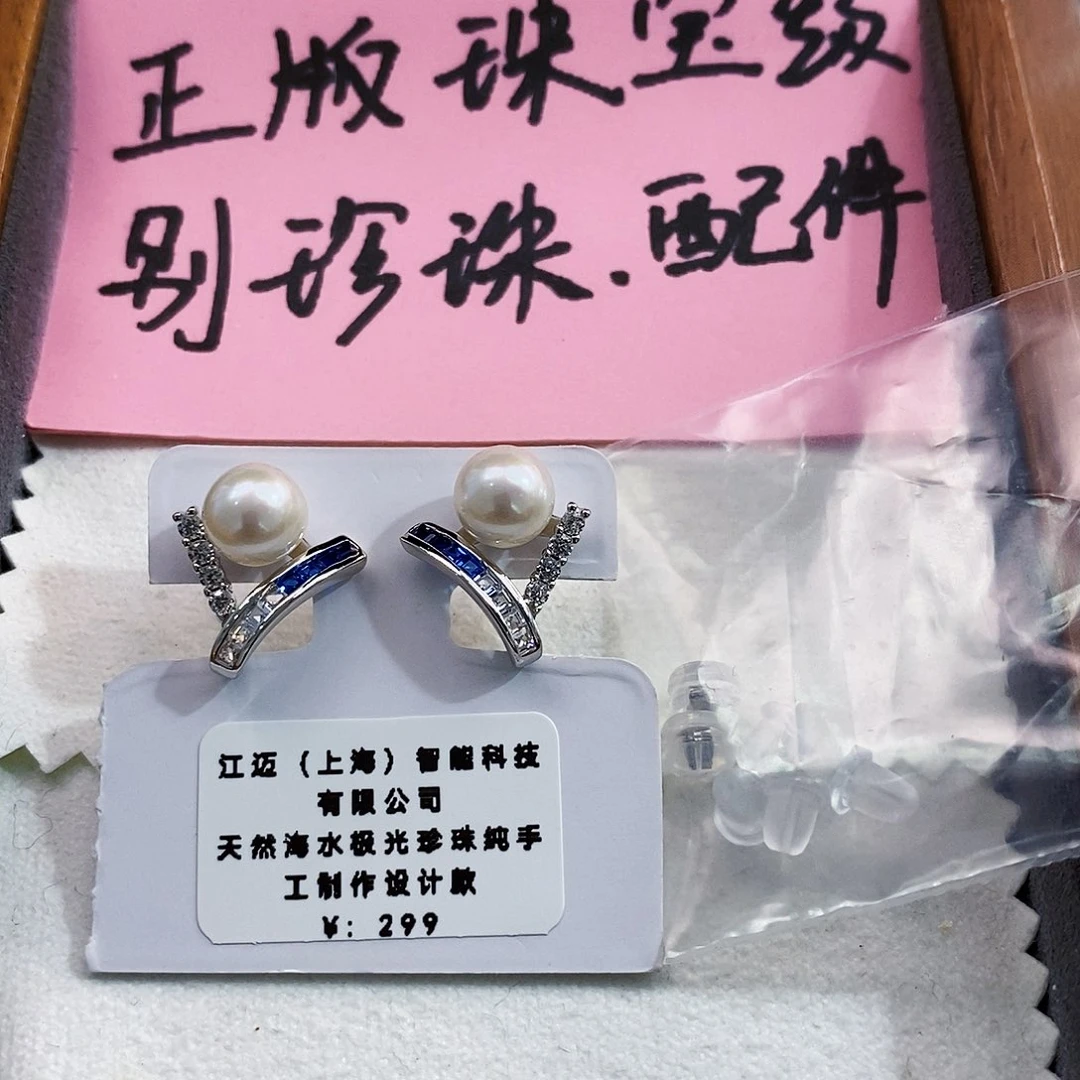 正版珠宝级
别珍珠.配件
江迈（上海）智能科技
有限公司
天然海水极光珍珠纯手
工制作设计款
¥: 299